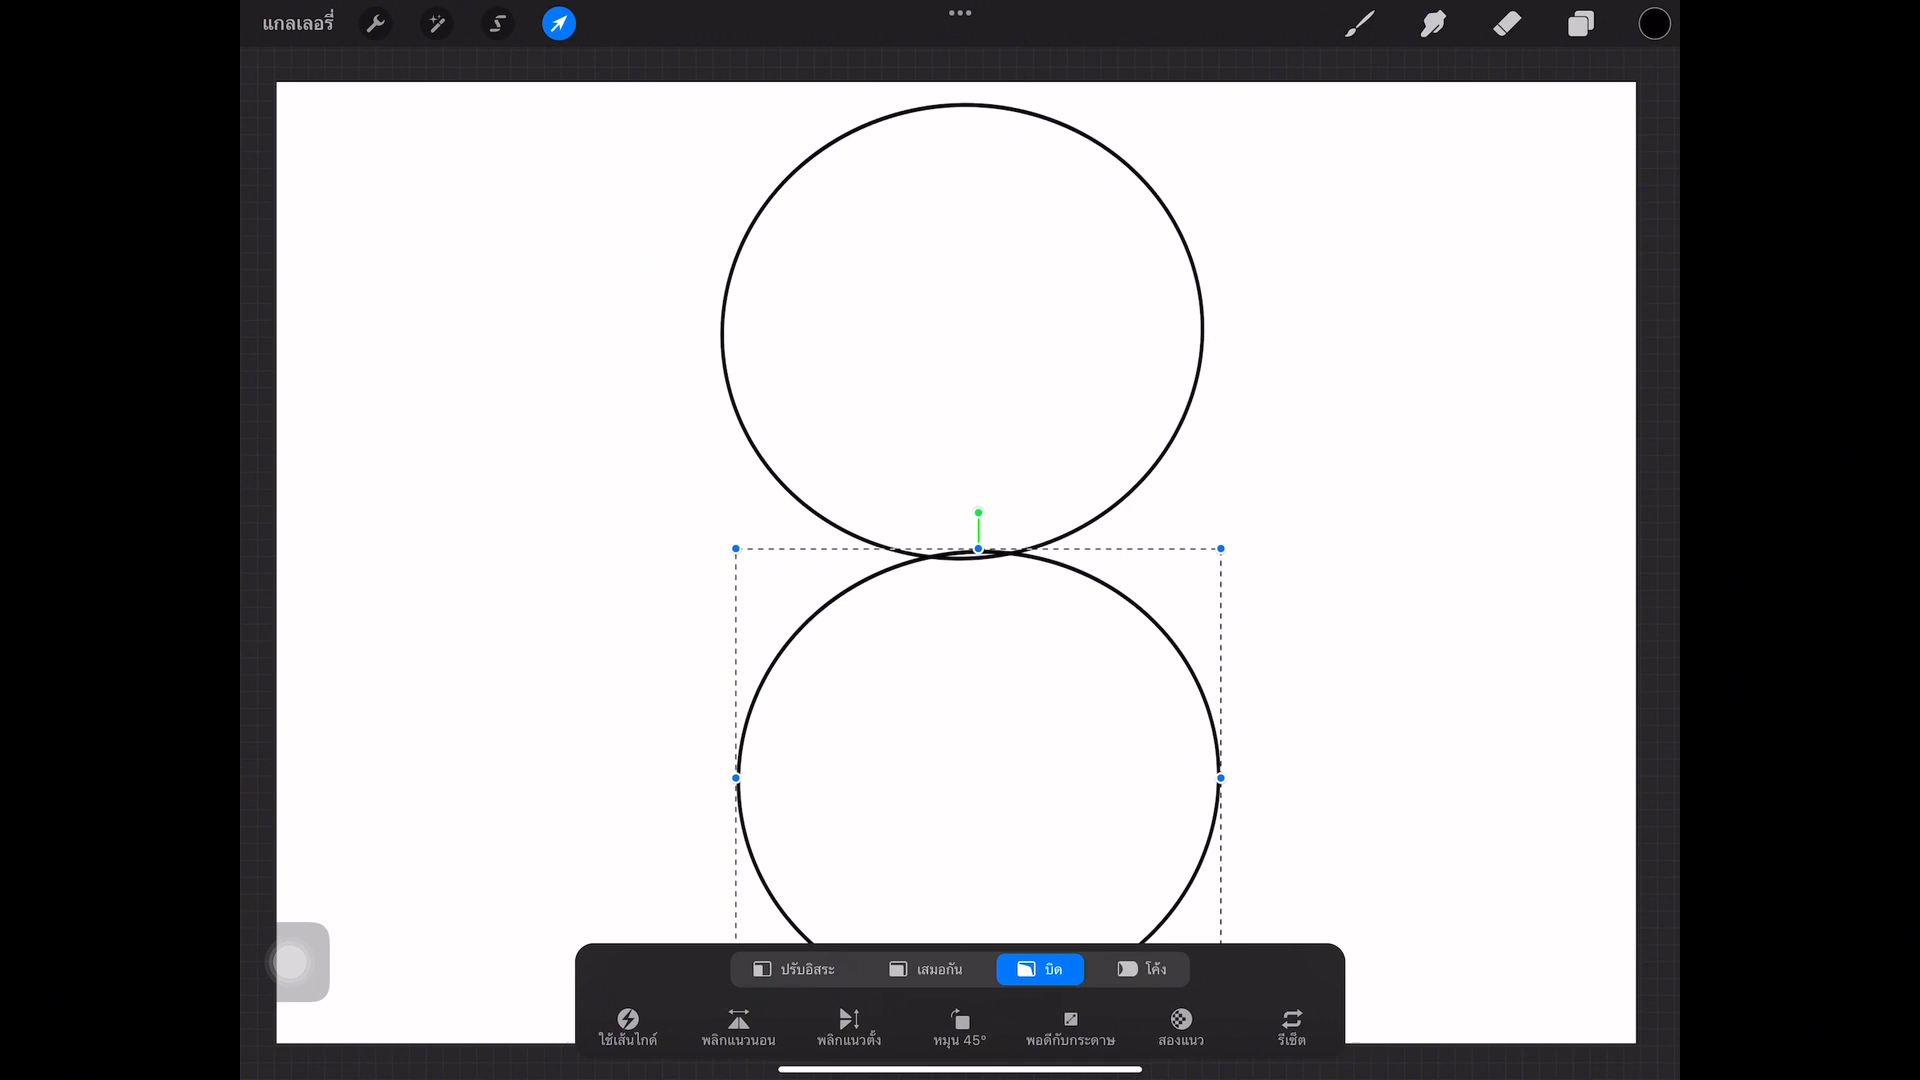 แกลเลอรี่
ปรับอิสระ เสมอกัน บิด โค้ง
ใช้เส้นไกด์ พลิกแนวนอน พลิกแนวตั้ง หมุน 45° พอดีกับกระดาษ สองแนว รีเซ็ต